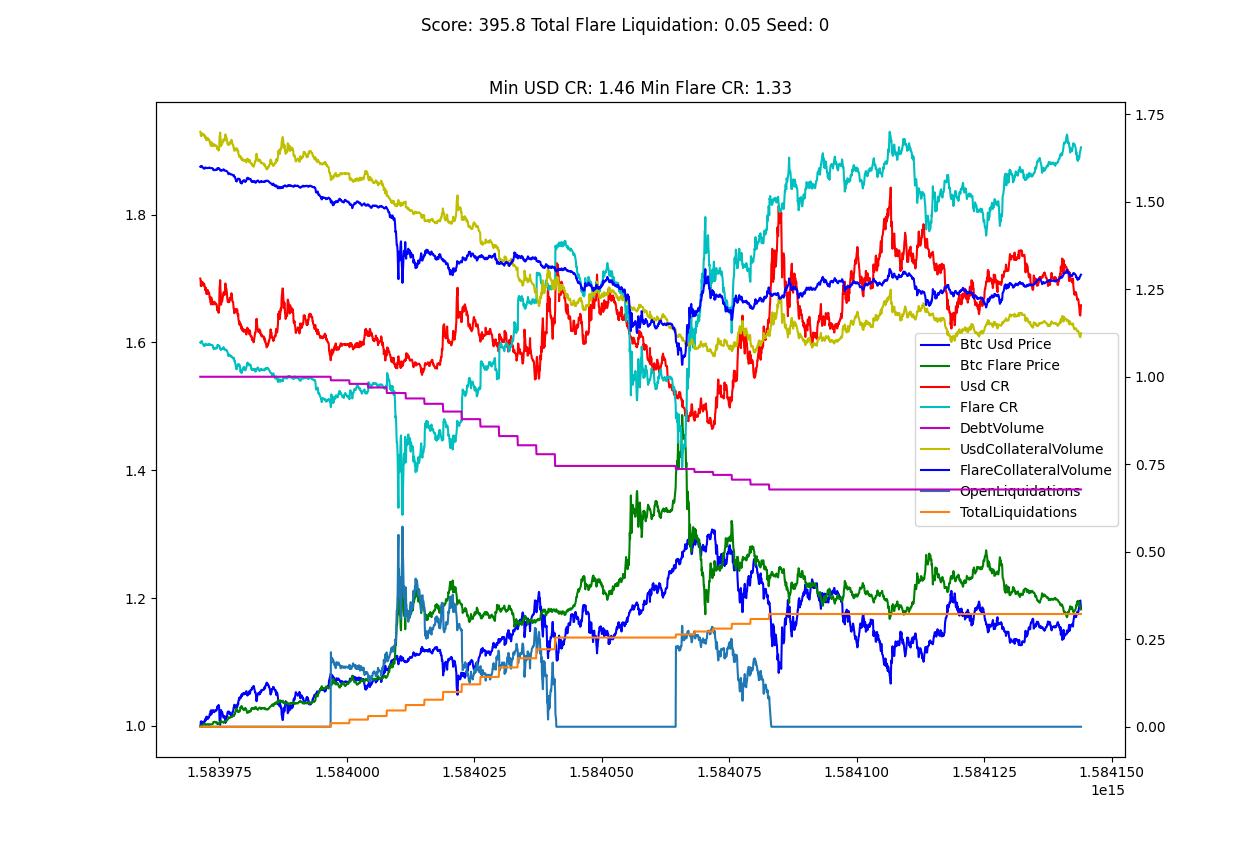 Score: 395.8 Total Flare Liquidation: 0.05 Seed: 0
Min USD CR: 1.46 Min Flare CR: 1.33
1.8
1.6
1.4
1.2
1.0
1.75
1.50
1.25
1.00
0.75
0.50
0.25
0.00
Btc Usd Price
Btc Flare Price
Usd CR
Flare CR
DebtVolume
UsdCollateralVolume
FlareCollateralVolume
OpenLiquidations
TotalLiquidations
1.583975 1.584000 1.584025 1.584050 1.584075 1.584100 1.584125 1.584150
1e15